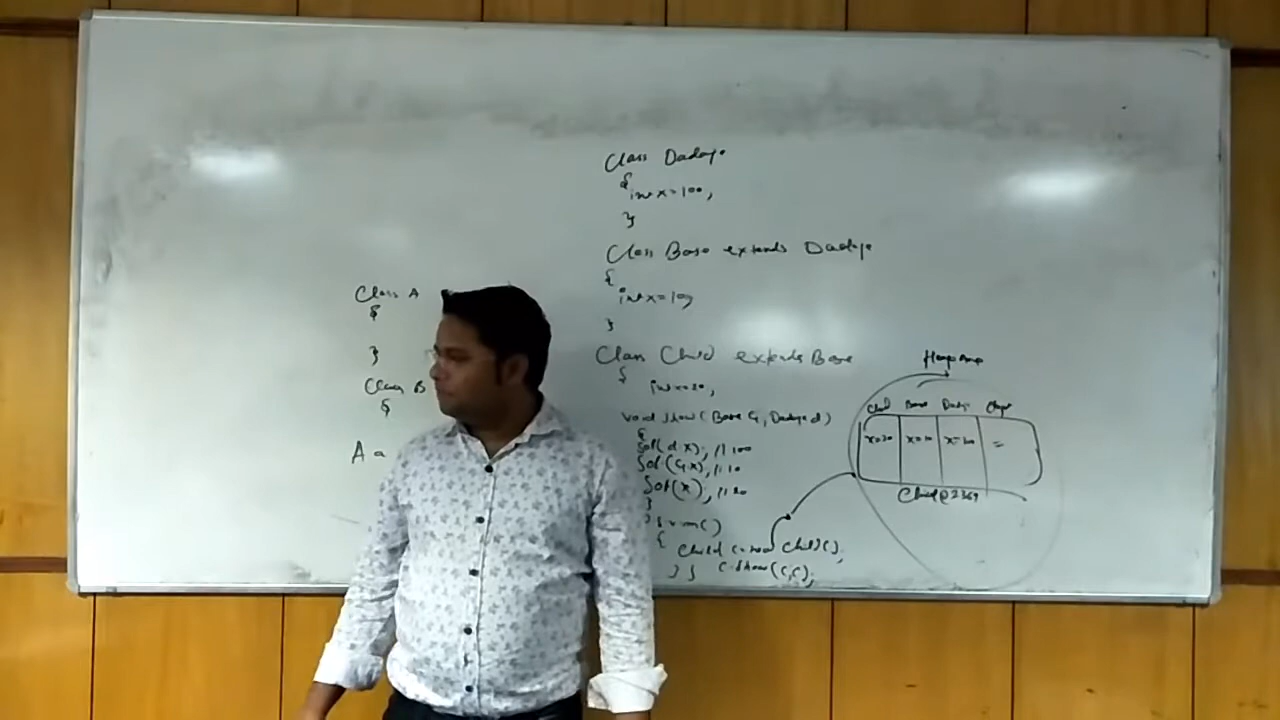 Class A
{
}
Class B
{
A a
Class Dadaji
{
int x=100;
}
Class Base extends Dadaji
{
int x=10;
}
Class Child extends Base
{
int x=20;
void show( Base G, Dadaji d)
{
Sop(d.x); //100
Sop(G.x); //10
Sop(x); //20
}
P s v m()
{ Child c=new Child();
} } c.show(c,c);
Heap Area
Child Base Dadaji
x=20 x=10 x=100 =
Child@2369